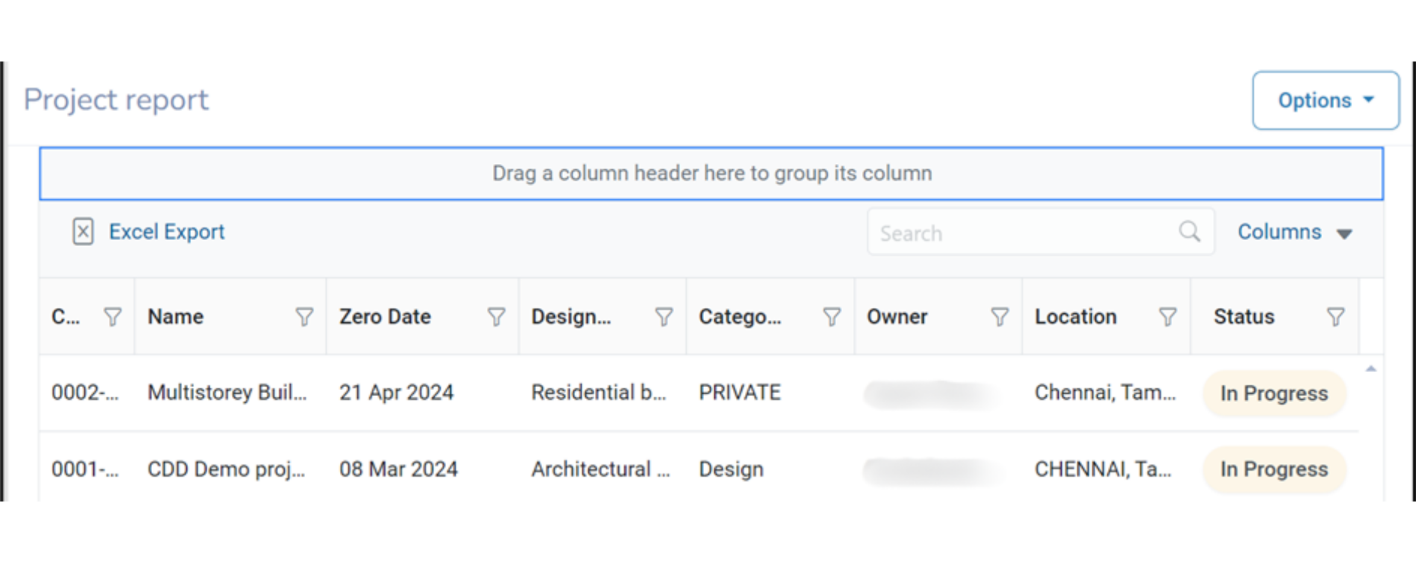 Project report
Options
Drag a column header here to group its column
Excel Export Search Columns
C... Name Zero Date Design... Catego... Owner Location Status
0002-... Multistorey Buil... 21 Apr 2024 Residential b... PRIVATE Chennai, Tam... In Progress
0001-... CDD Demo proj... 08 Mar 2024 Architectural ... Design CHENNAI, Ta... In Progress